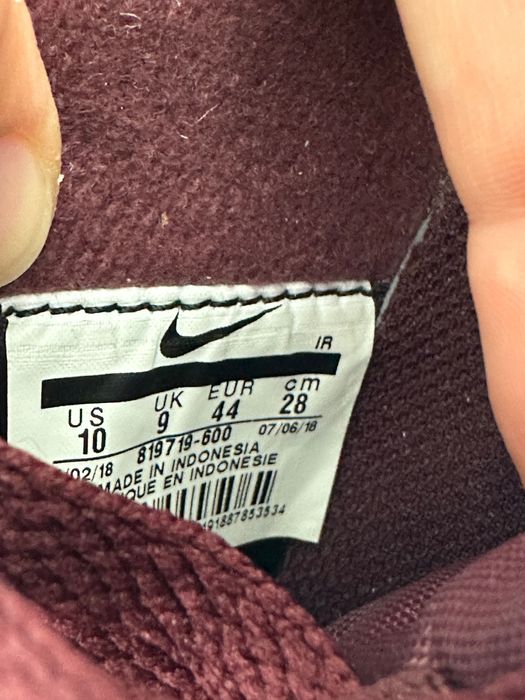 IR
US UK EUR cm
10 9 44 28
819719-600 07/06/18
/02/18
MADE IN INDONESIA
QUE EN INDONESIE